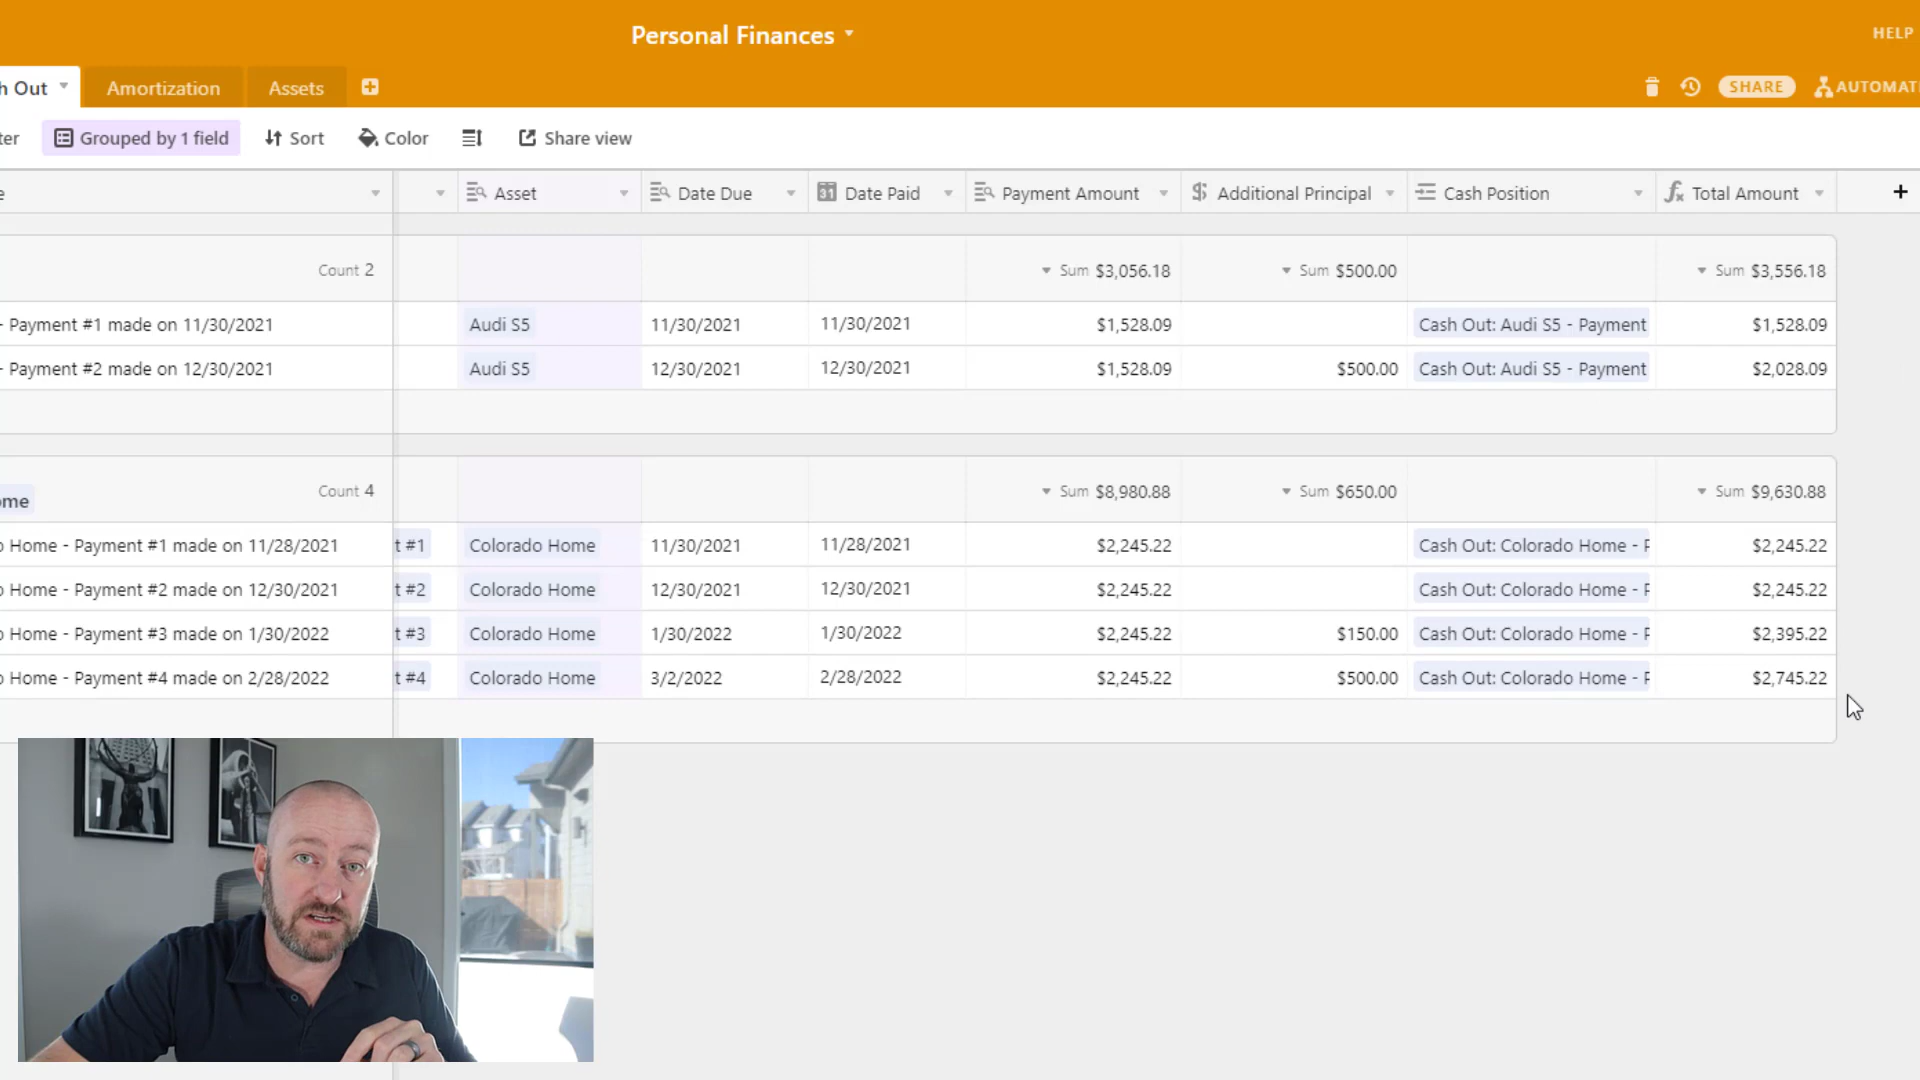 Personal Finances
HELP
h Out
Amortization
Assets
SHARE
AUTOMAT
ter
Grouped by 1 field
Sort
Color
Share view
e
Asset
Date Due
31
Date Paid
Payment Amount
Additional Principal
Cash Position
Total Amount
Count 2
Sum $3,056.18
Sum $500.00
Sum $3,556.18
- Payment #1 made on 11/30/2021
Audi S5
11/30/2021
11/30/2021
$1,528.09
Cash Out: Audi S5 - Payment
$1,528.09
- Payment #2 made on 12/30/2021
Audi S5
12/30/2021
12/30/2021
$1,528.09
$500.00
Cash Out: Audi S5 - Payment
$2,028.09
ome
Count 4
Sum $8,980.88
Sum $650.00
Sum $9,630.88
o Home - Payment #1 made on 11/28/2021
t #1
Colorado Home
11/30/2021
11/28/2021
$2,245.22
Cash Out: Colorado Home - P
$2,245.22
o Home - Payment #2 made on 12/30/2021
t #2
Colorado Home
12/30/2021
12/30/2021
$2,245.22
Cash Out: Colorado Home - P
$2,245.22
o Home - Payment #3 made on 1/30/2022
t #3
Colorado Home
1/30/2022
1/30/2022
$2,245.22
$150.00
Cash Out: Colorado Home - P
$2,395.22
o Home - Payment #4 made on 2/28/2022
t #4
Colorado Home
3/2/2022
2/28/2022
$2,245.22
$500.00
Cash Out: Colorado Home - P
$2,745.22